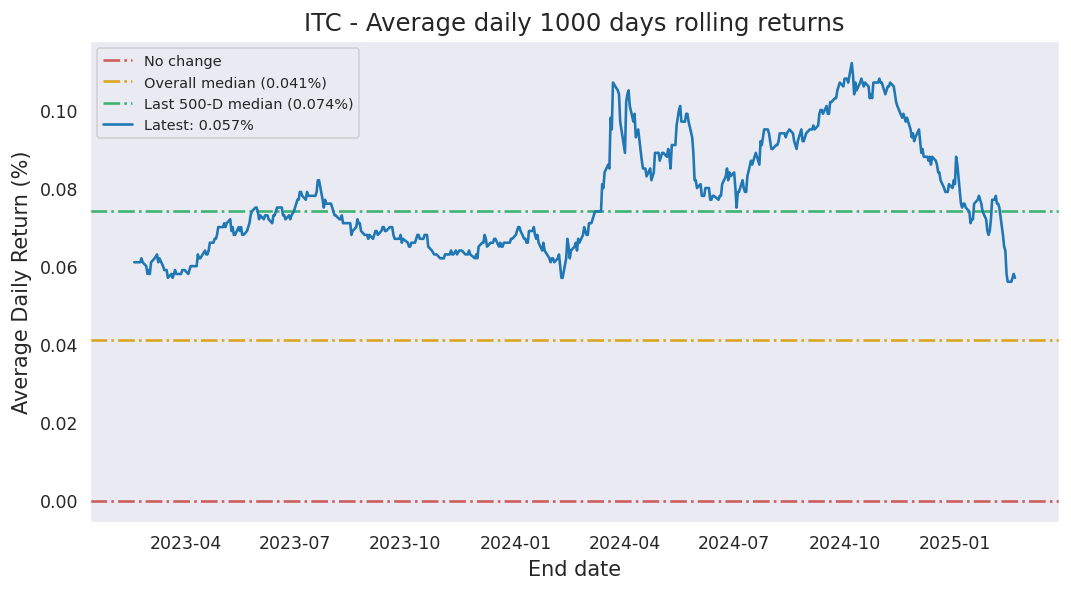 ITC - Average daily 1000 days rolling returns
No change
Overall median (0.041%)
Last 500-D median (0.074%)
Latest: 0.057%
Average Daily Return (%)
0.10
0.08
0.06
0.04
0.02
0.00
2023-04 2023-07 2023-10 2024-01 2024-04 2024-07 2024-10 2025-01
End date